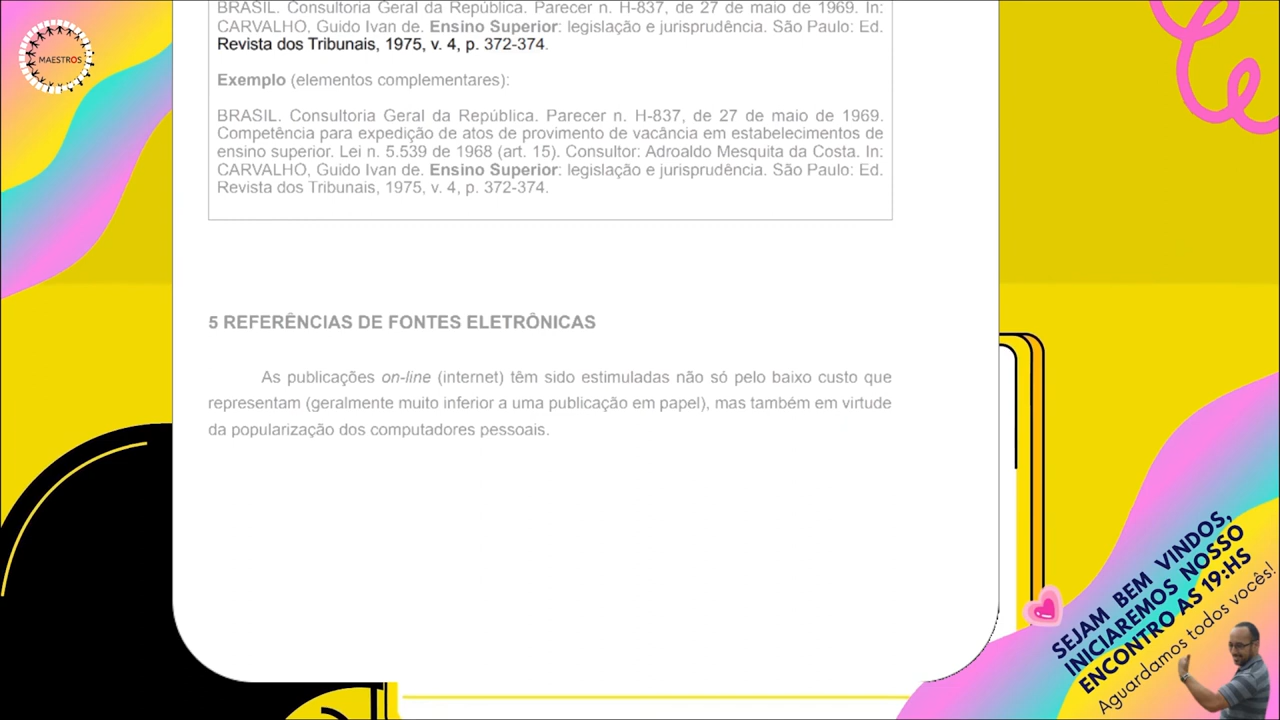 BRASIL. Consultoria Geral da República. Parecer n. H-837, de 27 de maio de 1969. In:
CARVALHO, Guido Ivan de. Ensino Superior: legislação e jurisprudência. São Paulo: Ed.
Revista dos Tribunais, 1975, v. 4, p. 372-374.
Exemplo (elementos complementares):
BRASIL. Consultoria Geral da República. Parecer n. H-837, de 27 de maio de 1969.
Competência para expedição de atos de provimento de vacância em estabelecimentos de
ensino superior. Lei n. 5.539 de 1968 (art. 15). Consultor: Adroaldo Mesquita da Costa. In:
CARVALHO, Guido Ivan de. Ensino Superior: legislação e jurisprudência. São Paulo: Ed.
Revista dos Tribunais, 1975, v. 4, p. 372-374.
5 REFERÊNCIAS DE FONTES ELETRÔNICAS
As publicações on-line (internet) têm sido estimuladas não só pelo baixo custo que
representam (geralmente muito inferior a uma publicação em papel), mas também em virtude
da popularização dos computadores pessoais.
MAESTROS
SEJAM BEM VINDOS,
INICIAREMOS NOSSO
ENCONTRO AS 19:HS
Aguardamos todos vocês!